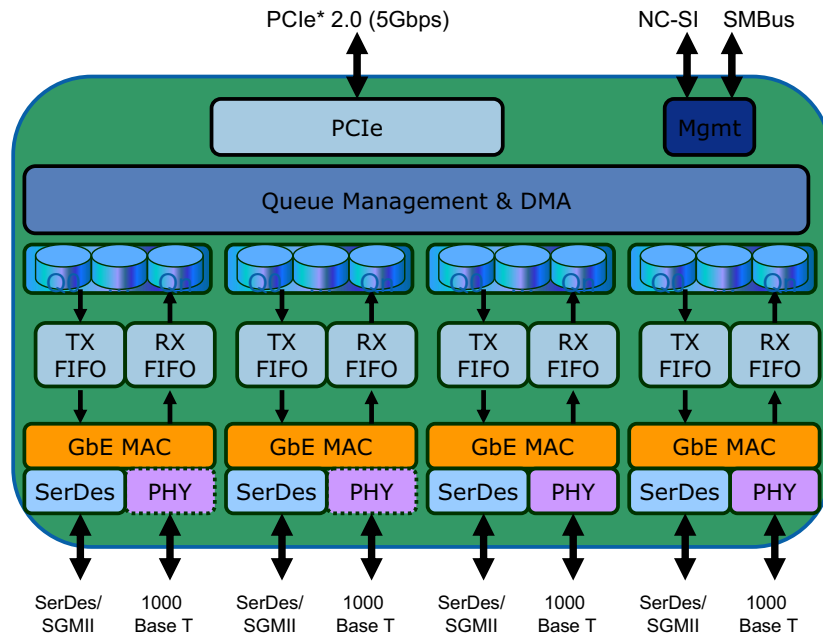 PCIe* 2.0 (5Gbps) NC-SI SMBus
PCIe Mgmt
Queue Management & DMA
TX RX TX RX TX RX TX RX
FIFO FIFO FIFO FIFO FIFO FIFO FIFO FIFO
GbE MAC GbE MAC GbE MAC GbE MAC
SerDes PHY SerDes PHY SerDes PHY SerDes PHY
SerDes/ 1000 SerDes/ 1000 SerDes/ 1000 SerDes/ 1000
SGMII Base T SGMII Base T SGMII Base T SGMII Base T